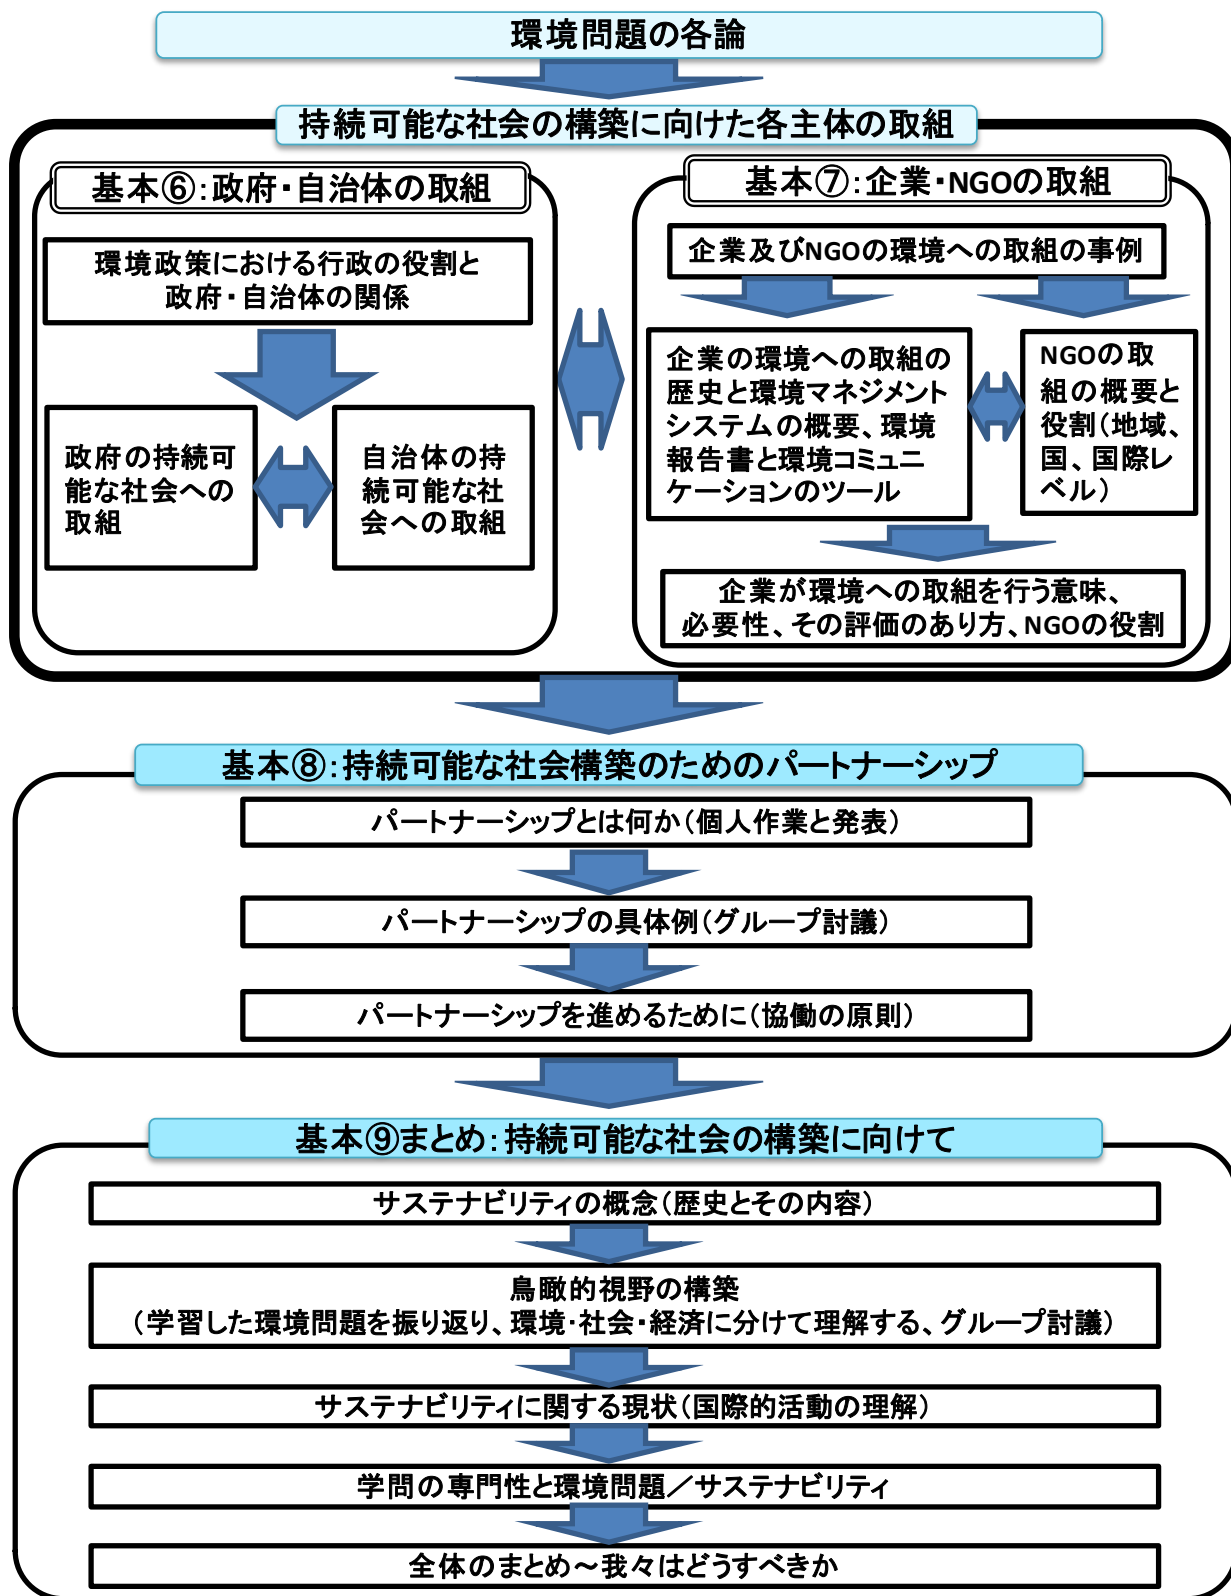 環境問題の各論
持続可能な社会の構築に向けた各主体の取組
基本⑥：政府・自治体の取組
環境政策における行政の役割と
政府・自治体の関係
政府の持続可
能な社会への
取組
自治体の持
続可能な社
会への取組
基本⑦：企業・NGOの取組
企業及びNGOの環境への取組の事例
企業の環境への取組の
歴史と環境マネジメント
システムの概要、環境
報告書と環境コミュニ
ケーションのツール
NGOの取
組の概要と
役割（地域、
国、国際レ
ベル）
企業が環境への取組を行う意味、
必要性、その評価のあり方、NGOの役割
基本⑧：持続可能な社会構築のためのパートナーシップ
パートナーシップとは何か（個人作業と発表）
パートナーシップの具体例（グループ討議）
パートナーシップを進めるために（協働の原則）
基本⑨まとめ：持続可能な社会の構築に向けて
サステナビリティの概念（歴史とその内容）
鳥瞰的視野の構築
（学習した環境問題を振り返り、環境・社会・経済に分けて理解する、グループ討議）
サステナビリティに関する現状（国際的活動の理解）
学問の専門性と環境問題／サステナビリティ
全体のまとめ～我々はどうすべきか